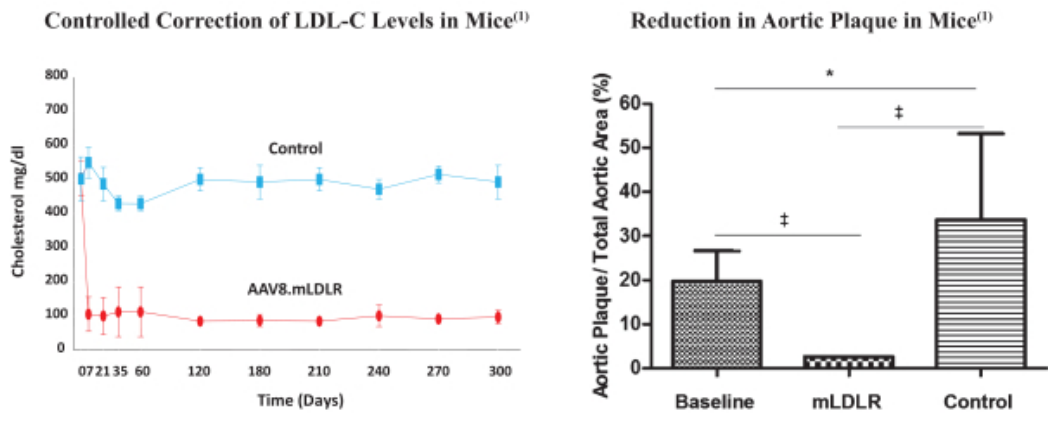 Controlled Correction of LDL-C Levels in Mice(1)
Cholesterol mg/dl
800
700
600
500
400
300
200
100
0
Control
AAV8.mLDLR
07 21 35 60 120 180 210 240 270 300
Time (Days)
Reduction in Aortic Plaque in Mice(1)
Aortic Plaque/ Total Aortic Area (%)
60
50
40
30
20
10
0
*
‡
‡
Baseline mLDLR Control